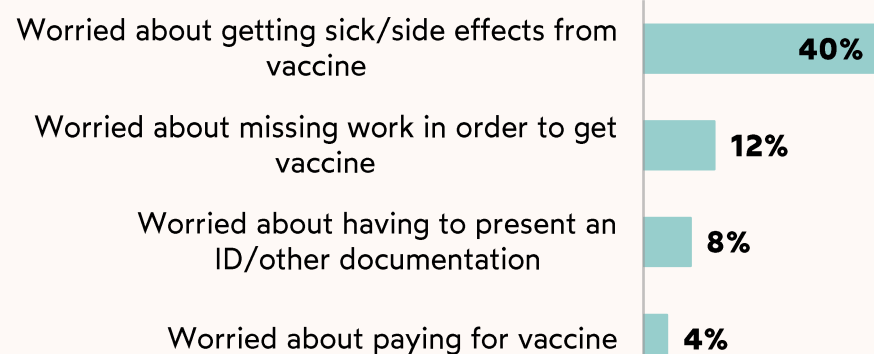 Worried about getting sick/side effects from
vaccine
40%
Worried about missing work in order to get
vaccine
12%
Worried about having to present an
ID/other documentation
8%
Worried about paying for vaccine
4%